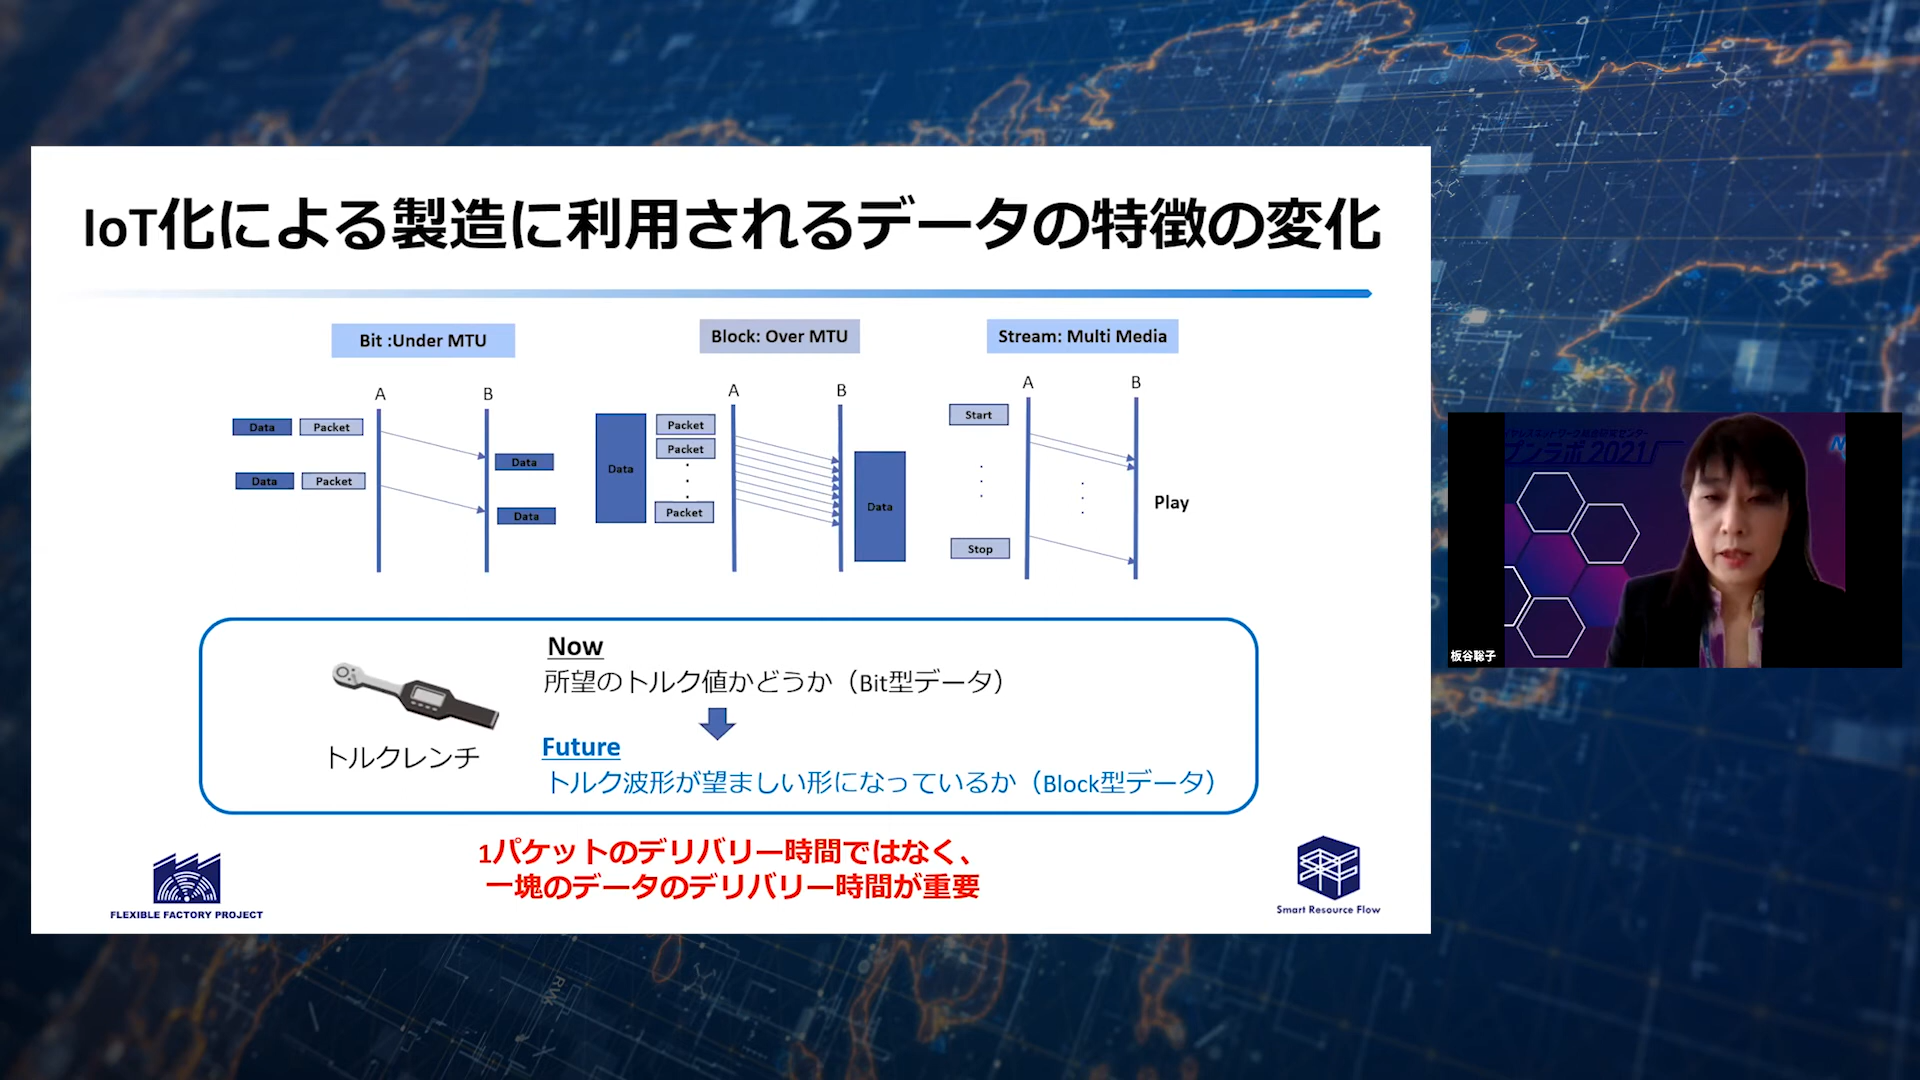 IoT化による製造に利用されるデータの特徴の変化
Bit :Under MTU
A
B
Data
Packet
Data
Data
Packet
Data
Block: Over MTU
A
B
Data
Packet
Packet
Packet
Data
Stream: Multi Media
A
B
Start
Stop
Play
トルクレンチ
Now
所望のトルク値かどうか（Bit型データ）
Future
トルク波形が望ましい形になっているか（Block型データ）
1パケットのデリバリー時間ではなく、
一塊のデータのデリバリー時間が重要
FLEXIBLE FACTORY PROJECT
Smart Resource Flow
プンラボ 2021
板谷聡子